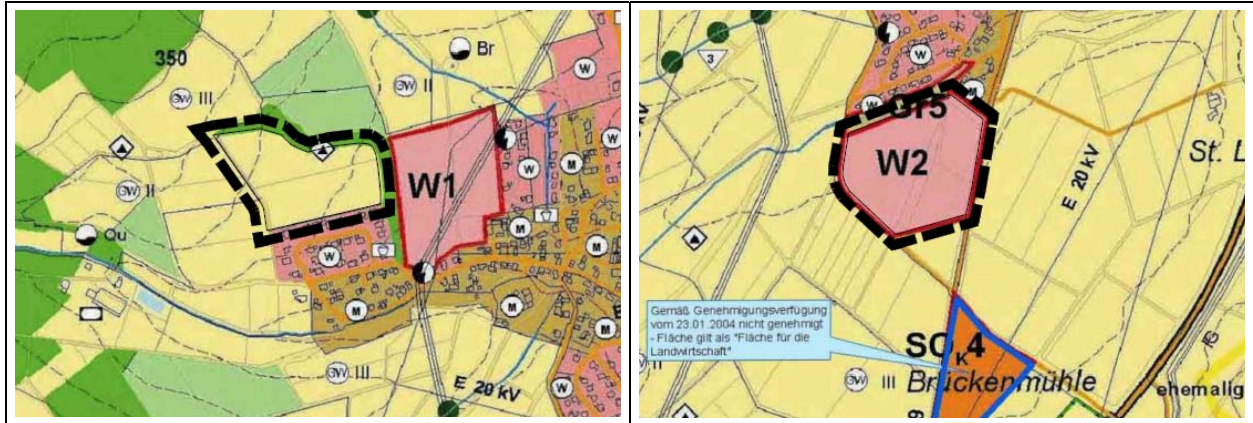 350
Br
GW III
GW II
W
W1
W
M
GW II
Qu
W
M
M
M
M
W
GW III
E 20 kV
W
3
W
W
M
Gr5
W2
E 20 kV
St. L
Gemäß Genehmigungsverfügung
vom 23.01.2004 nicht genehmigt
- Fläche gilt als "Fläche für die
Landwirtschaft"
SO K 4
GW III
Brückenmühle
ehemalig